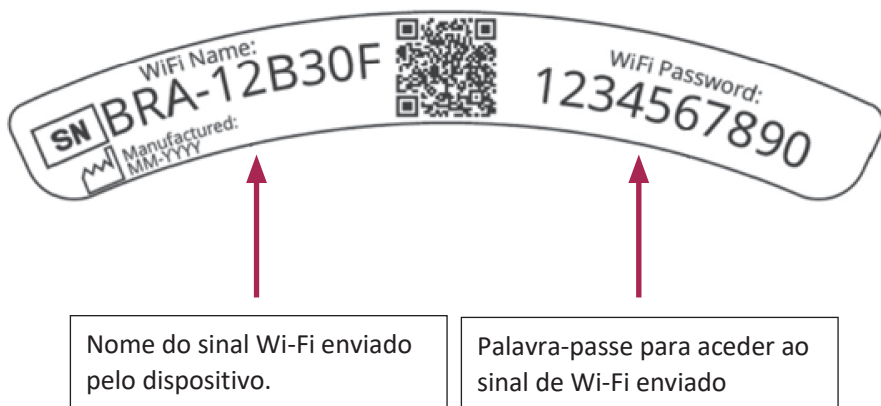 WiFi Name:
SN BRA-12B30F
Manufactured:
MM-YYYY
WiFi Password:
1234567890
Nome do sinal Wi-Fi enviado
pelo dispositivo.
Palavra-passe para aceder ao
sinal de Wi-Fi enviado